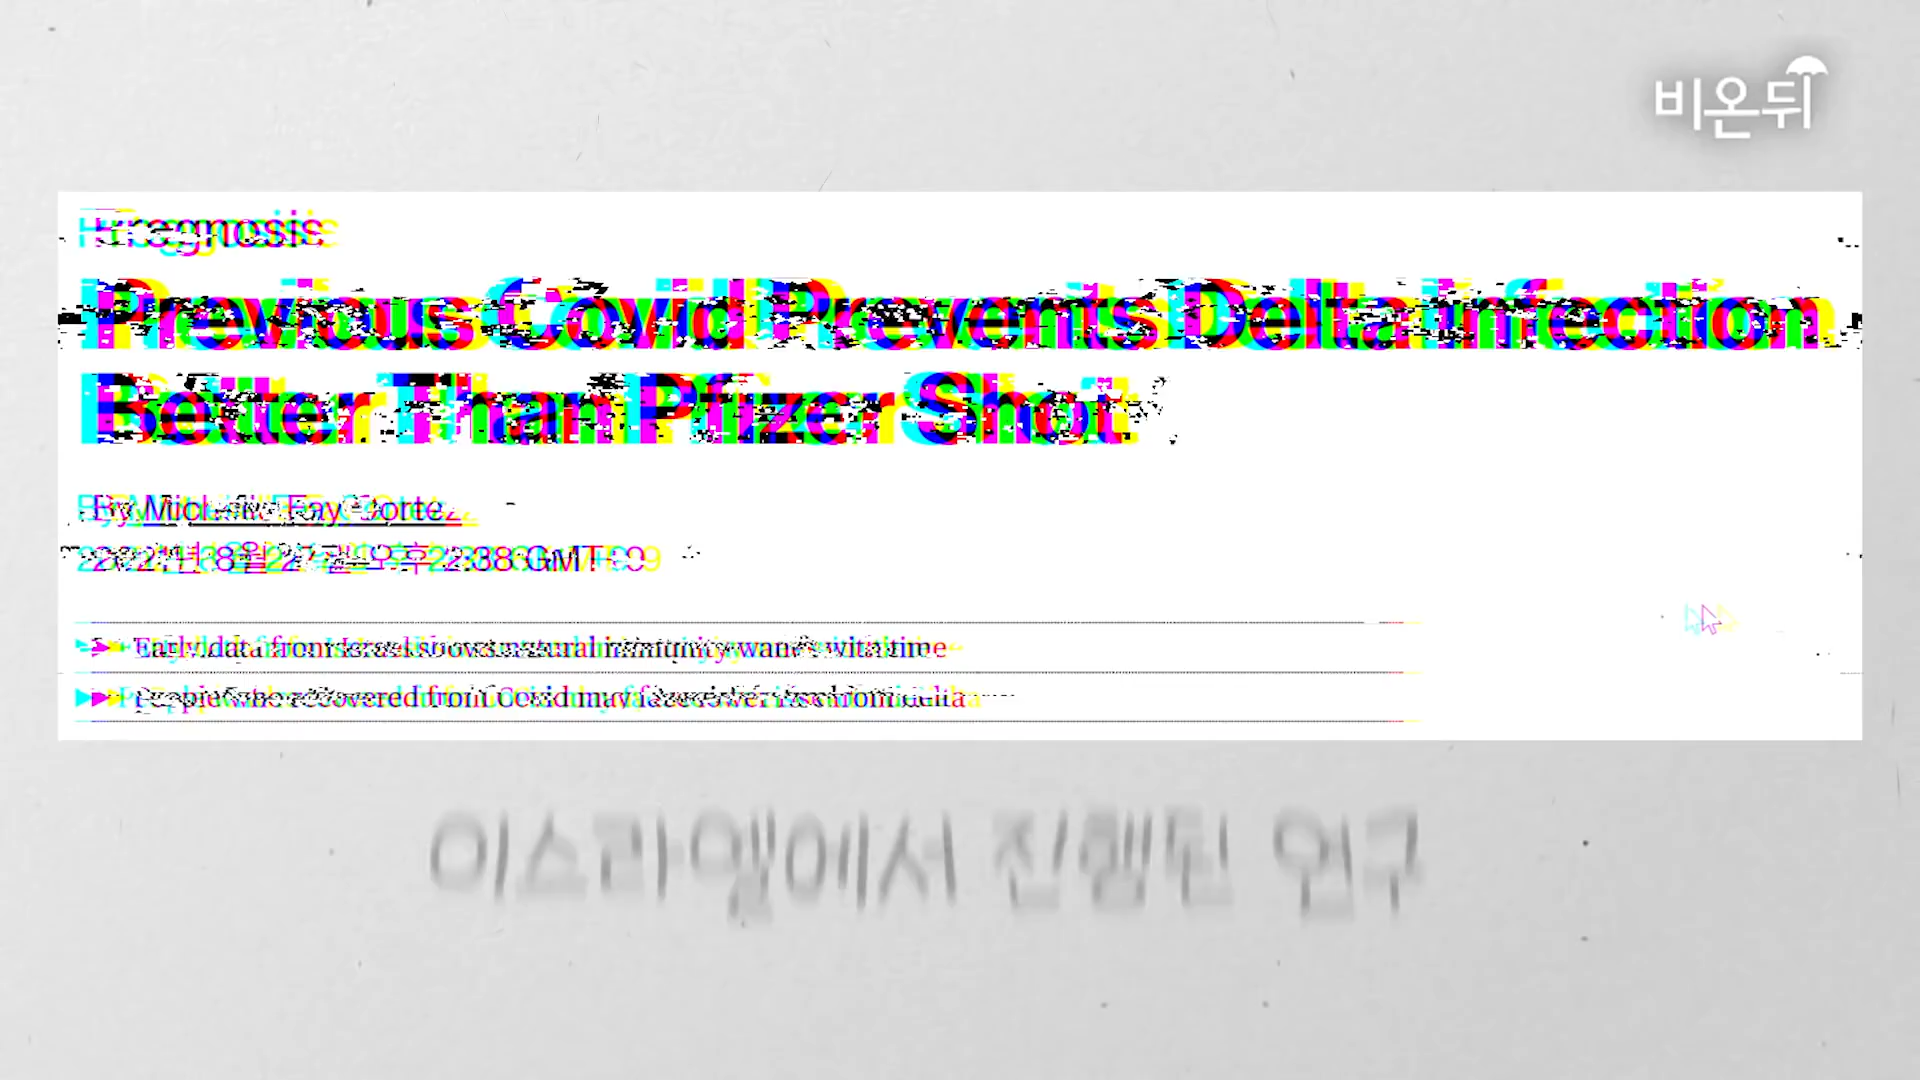 비온뒤
Prognosis
Previous Covid Prevents Delta Infection
Better Than Pfizer Shot
By Michelle Fay Cortez
2021년 8월 27일 오후 2:38 GMT+9
Early data from Israel shows natural immunity wanes with time
People who recovered from Covid may face lower risk from delta
이스라엘에서 진행된 연구